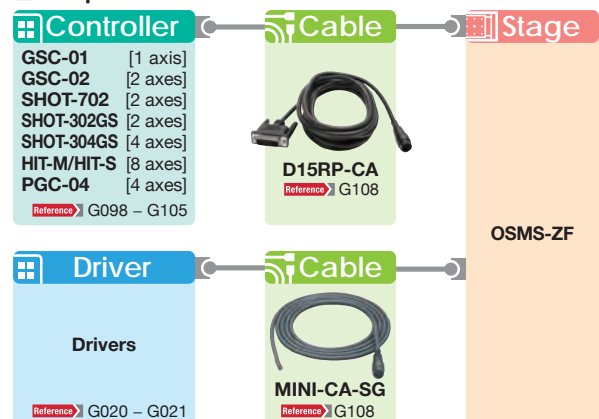 Controller
GSC-01 [1 axis]
GSC-02 [2 axes]
SHOT-702 [2 axes]
SHOT-302GS [2 axes]
SHOT-304GS [4 axes]
HIT-M/HIT-S [8 axes]
PGC-04 [4 axes]
Reference G098 – G105
Cable
D15RP-CA
Reference G108
Stage
OSMS-ZF
Driver
Drivers
Reference G020 – G021
Cable
MINI-CA-SG
Reference G108